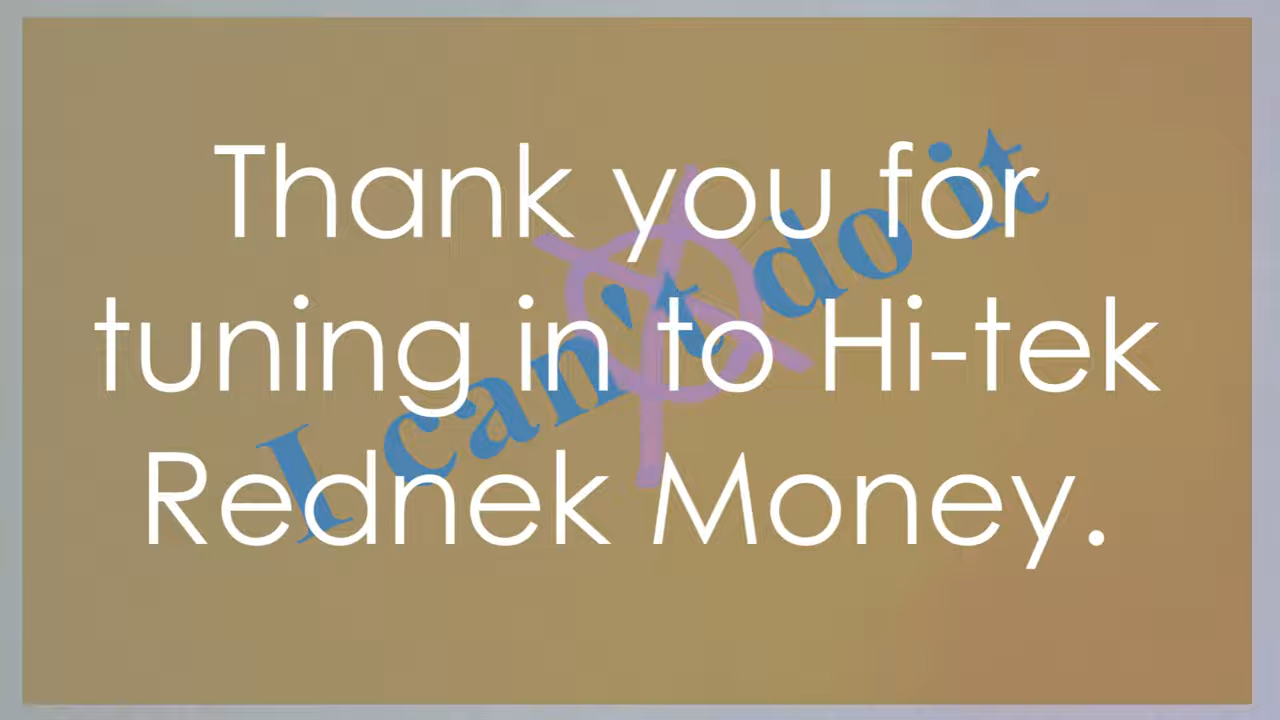 Thank you for
tuning in to Hi-tek
Rednek Money.
I can't do it